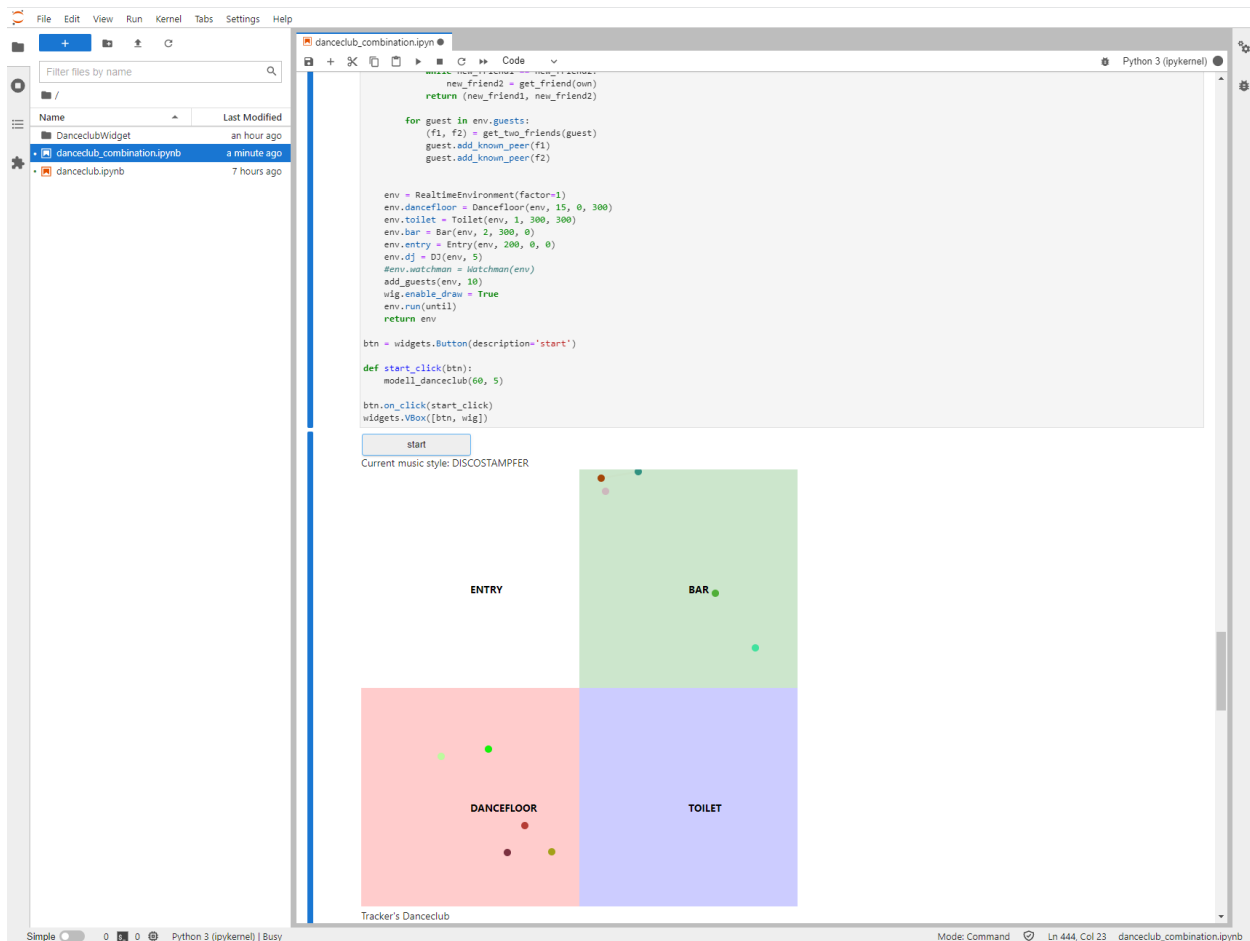 File Edit View Run Kernel Tabs Settings Help
+
Filter files by name
/
Name Last Modified
DanceclubWidget an hour ago
danceclub_combination.ipynb a minute ago
danceclub.ipynb 7 hours ago
danceclub_combination.ipyn
Code
Python 3 (ipykernel)
while new_friend1 == new_friend2:
new_friend2 = get_friend(own)
return (new_friend1, new_friend2)
for guest in env.guests:
(f1, f2) = get_two_friends(guest)
guest.add_known_peer(f1)
guest.add_known_peer(f2)
env = RealtimeEnvironment(factor=1)
env.dancefloor = Dancefloor(env, 15, 0, 300)
env.toilet = Toilet(env, 1, 300, 300)
env.bar = Bar(env, 2, 300, 0)
env.entry = Entry(env, 200, 0, 0)
env.dj = DJ(env, 5)
#env.watchman = Watchman(env)
add_guests(env, 10)
wig.enable_draw = True
env.run(until)
return env
btn = widgets.Button(description='start')
def start_click(btn):
modell_danceclub(60, 5)
btn.on_click(start_click)
widgets.VBox([btn, wig])
start
Current music style: DISCOSTAMPFER
ENTRY
BAR
DANCEFLOOR
TOILET
Tracker's Danceclub
Simple 0 0 Python 3 (ipykernel) | Busy
Mode: Command Ln 444, Col 23 danceclub_combination.ipynb